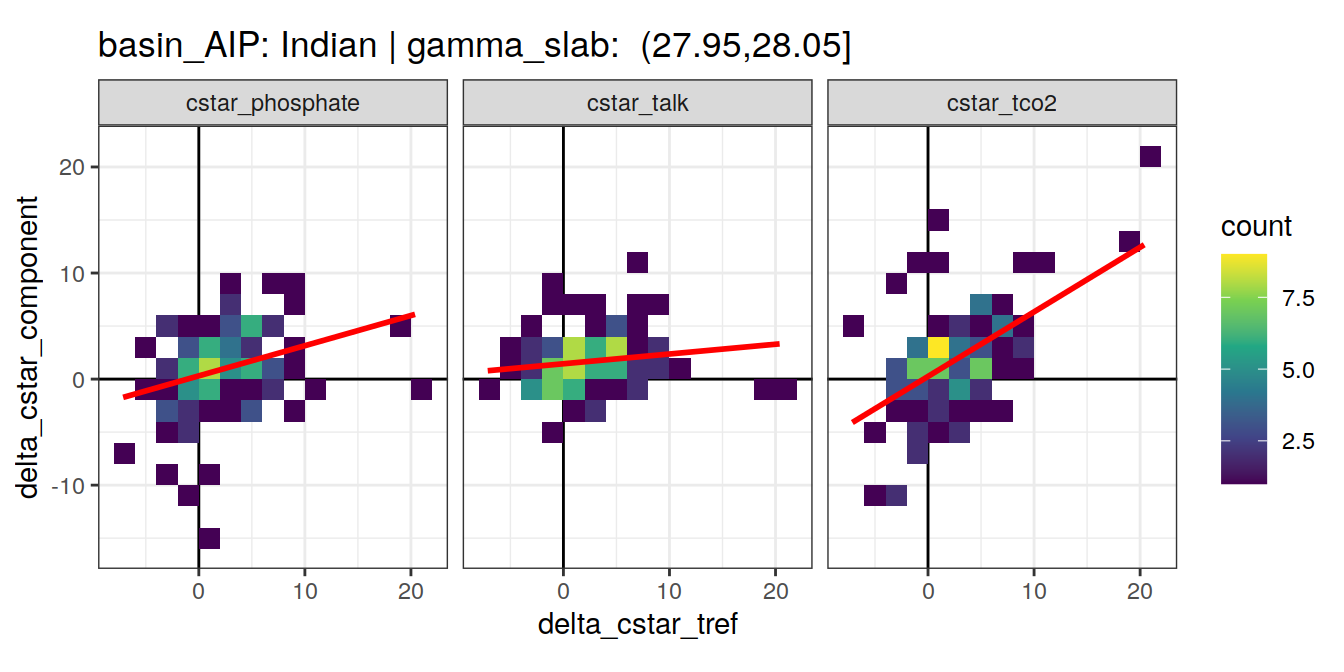 basin_AIP: Indian | gamma_slab:  (27.95,28.05]
cstar_phosphate
cstar_talk
cstar_tco2
delta_cstar_component
20
10
0
-10
0
10
20
0
10
20
0
10
20
delta_cstar_tref
count
7.5
5.0
2.5